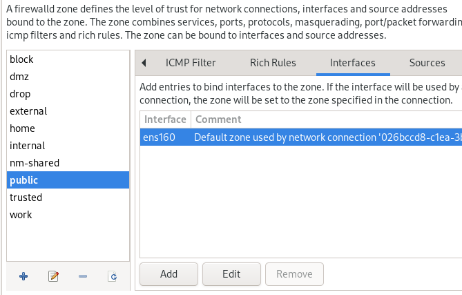 A firewalld zone defines the level of trust for network connections, interfaces and source addresses
bound to the zone. The zone combines services, ports, protocols, masquerading, port/packet forwardin
icmp filters and rich rules. The zone can be bound to interfaces and source addresses.
block
dmz
drop
external
home
internal
nm-shared
public
trusted
work
ICMP Filter Rich Rules Interfaces Sources
Add entries to bind interfaces to the zone. If the interface will be used by
connection, the zone will be set to the zone specified in the connection.
Interface Comment
ens160 Default zone used by network connection '026bccd8-c1ea-3
Add Edit Remove